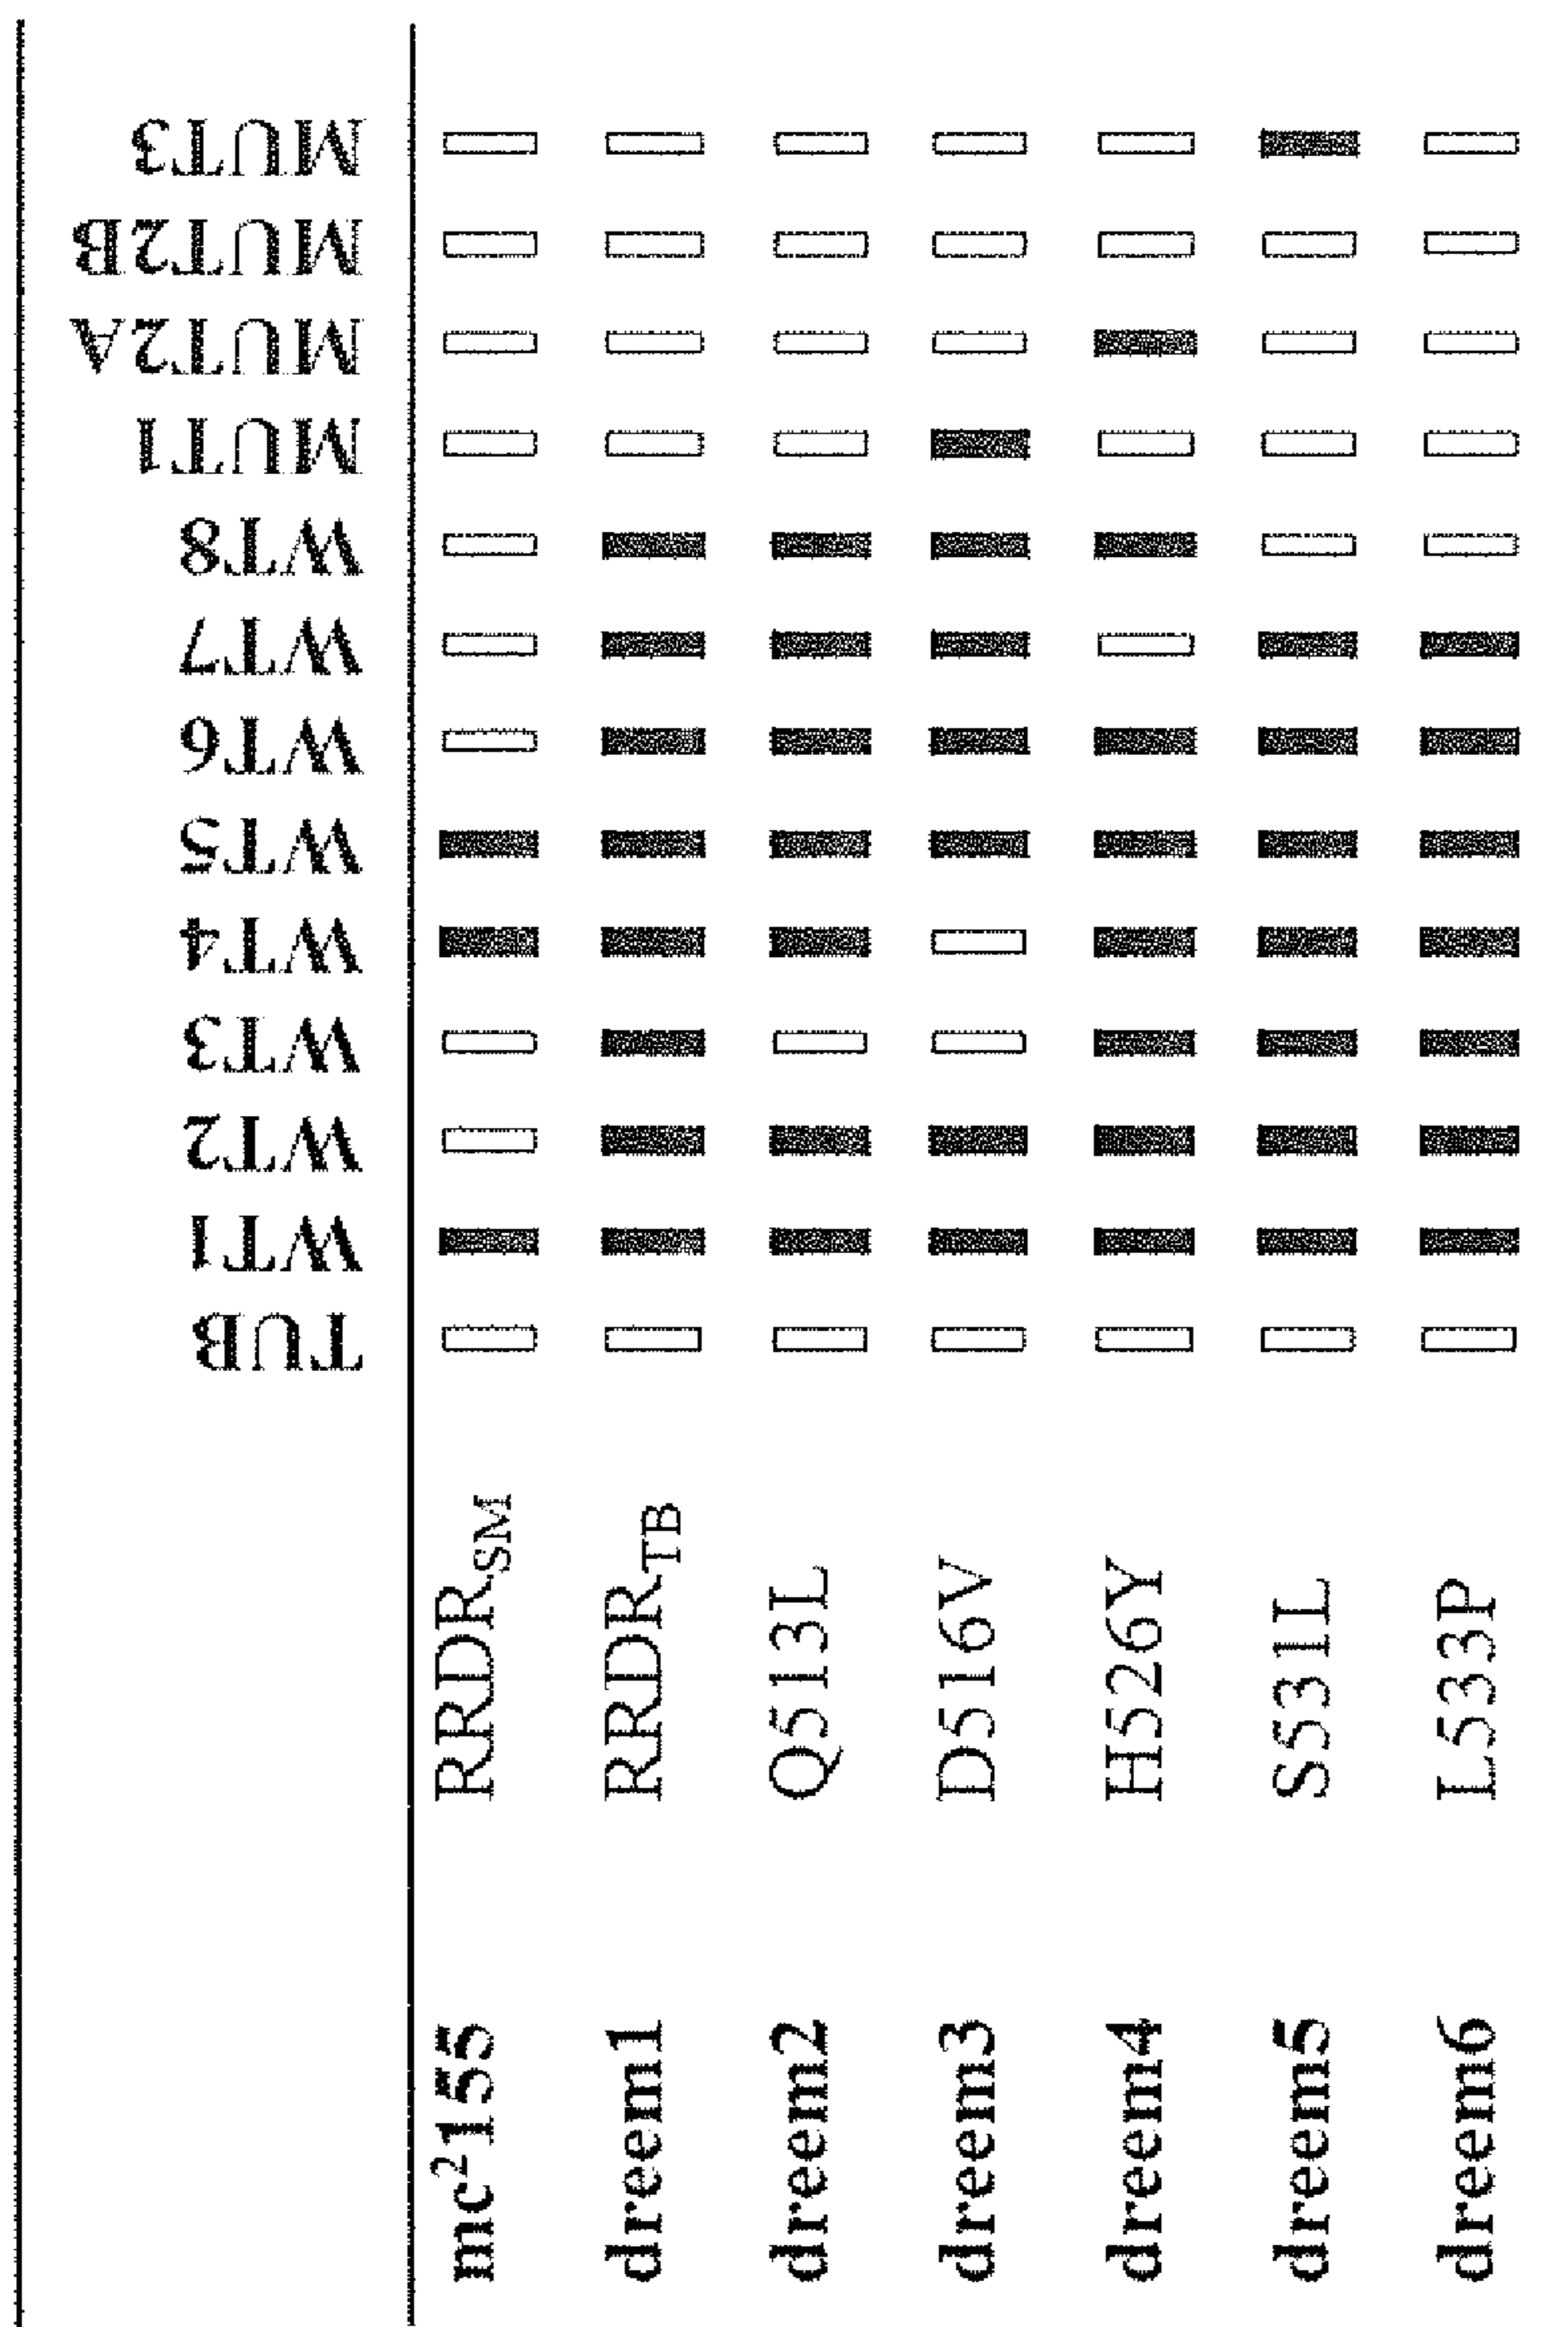 TUB WT1 WT2 WT3 WT4 WT5 WT6 WT7 WT8 MUT1 MUT2A MUT2B MUT3
mc²155 RRDR_SM
dreem1 RRDR_TB
dreem2 Q513L
dreem3 D516V
dreem4 H526Y
dreem5 S531L
dreem6 L533P